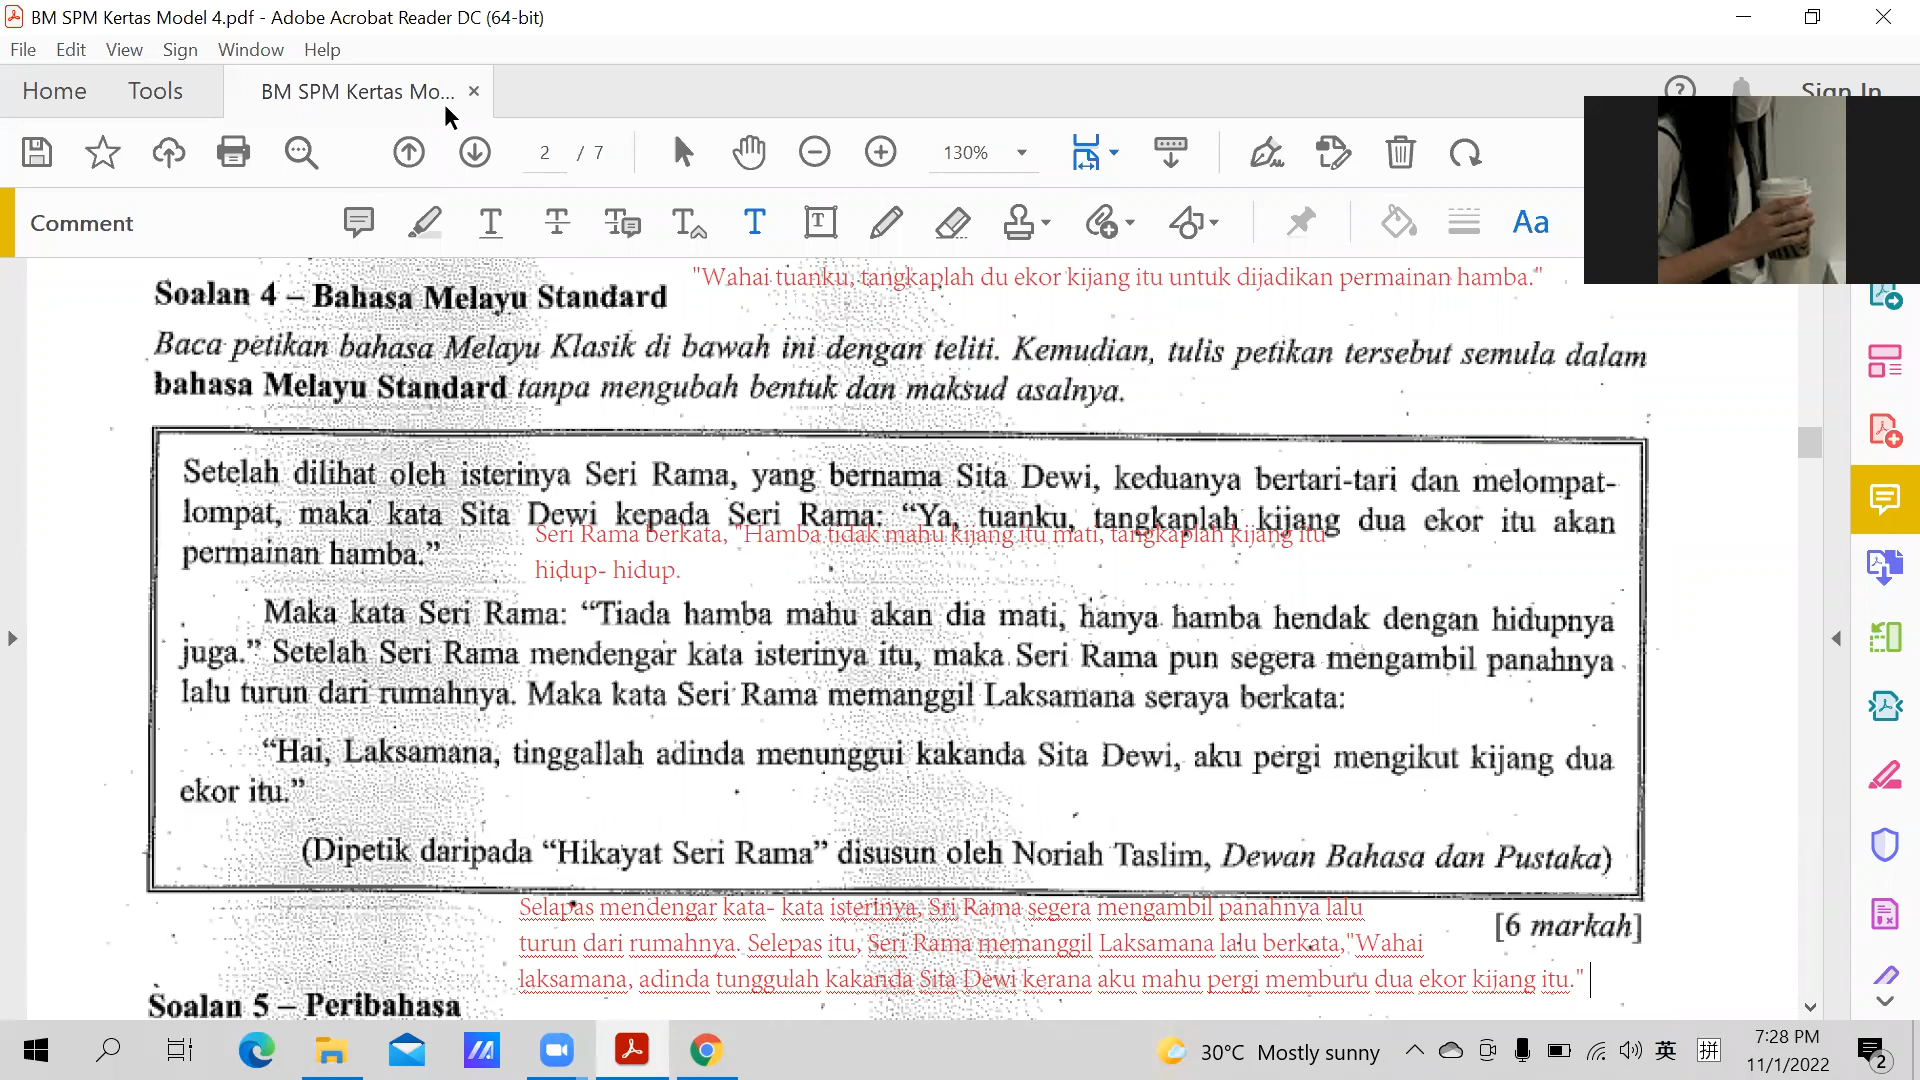 BM SPM Kertas Model 4.pdf - Adobe Acrobat Reader DC (64-bit)
File Edit View Sign Window Help
Home Tools BM SPM Kertas Mo... ×
Sign In
2 / 7 130%
Comment
Aa
"Wahai tuanku, tangkaplah du ekor kijang itu untuk dijadikan permainan hamba."
Soalan 4 – Bahasa Melayu Standard
Baca petikan bahasa Melayu Klasik di bawah ini dengan teliti. Kemudian, tulis petikan tersebut semula dalam
bahasa Melayu Standard tanpa mengubah bentuk dan maksud asalnya.
Setelah dilihat oleh isterinya Seri Rama, yang bernama Sita Dewi, keduanya bertari-tari dan melompat-
lompat, maka kata Sita Dewi kepada Seri Rama: “Ya, tuanku, tangkaplah kijang dua ekor itu akan
Seri Rama berkata, "Hamba tidak mahu kijang itu mati, tangkaplah kijang itu
permainan hamba.”
hidup- hidup.
Maka kata Seri Rama: “Tiada hamba mahu akan dia mati, hanya hamba hendak dengan hidupnya
juga.” Setelah Seri Rama mendengar kata isterinya itu, maka Seri Rama pun segera mengambil panahnya
lalu turun dari rumahnya. Maka kata Seri Rama memanggil Laksamana seraya berkata:
“Hai, Laksamana, tinggallah adinda menunggui kakanda Sita Dewi, aku pergi mengikut kijang dua
ekor itu.”
(Dipetik daripada “Hikayat Seri Rama” disusun oleh Noriah Taslim, Dewan Bahasa dan Pustaka)
Selapas mendengar kata- kata isterinya, Sri Rama segera mengambil panahnya lalu
[6 markah]
turun dari rumahnya. Selepas itu, Seri Rama memanggil Laksamana lalu berkata,"Wahai
laksamana, adinda tunggulah kakanda Sita Dewi kerana aku mahu pergi memburu dua ekor kijang itu."
Soalan 5 – Peribahasa
30°C Mostly sunny
英 拼
7:28 PM
11/1/2022
2